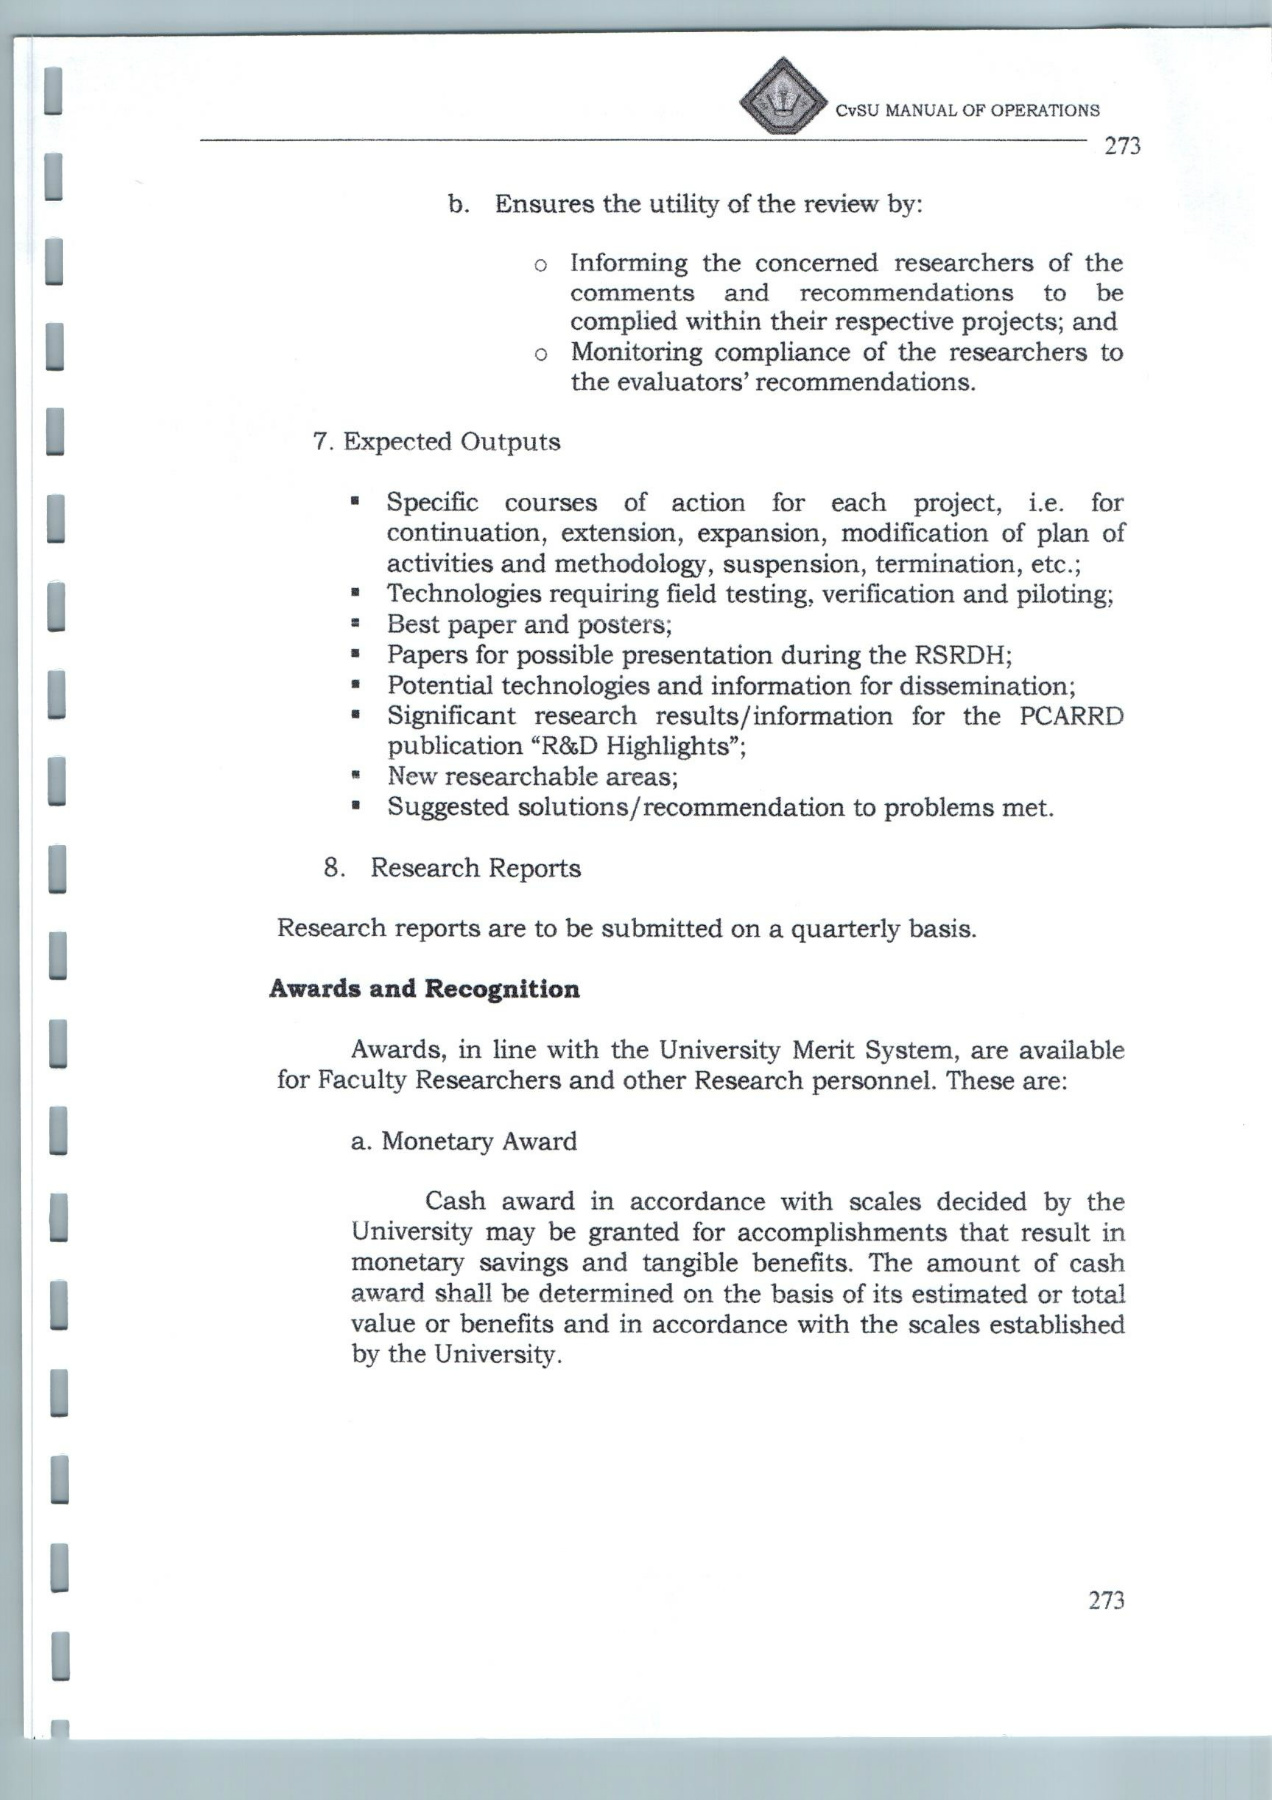 CvSU MANUAL OF OPERATIONS
273
b. Ensures the utility of the review by:
o Informing the concerned researchers of the
comments and recommendations to be
complied within their respective projects; and
o Monitoring compliance of the researchers to
the evaluators' recommendations.
7. Expected Outputs
▪ Specific courses of action for each project, i.e. for
continuation, extension, expansion, modification of plan of
activities and methodology, suspension, termination, etc.;
▪ Technologies requiring field testing, verification and piloting;
▪ Best paper and posters;
▪ Papers for possible presentation during the RSRDH;
▪ Potential technologies and information for dissemination;
▪ Significant research results/information for the PCARRD
publication “R&D Highlights”;
▪ New researchable areas;
▪ Suggested solutions/recommendation to problems met.
8. Research Reports
Research reports are to be submitted on a quarterly basis.
Awards and Recognition
Awards, in line with the University Merit System, are available
for Faculty Researchers and other Research personnel. These are:
a. Monetary Award
Cash award in accordance with scales decided by the
University may be granted for accomplishments that result in
monetary savings and tangible benefits. The amount of cash
award shall be determined on the basis of its estimated or total
value or benefits and in accordance with the scales established
by the University.
273